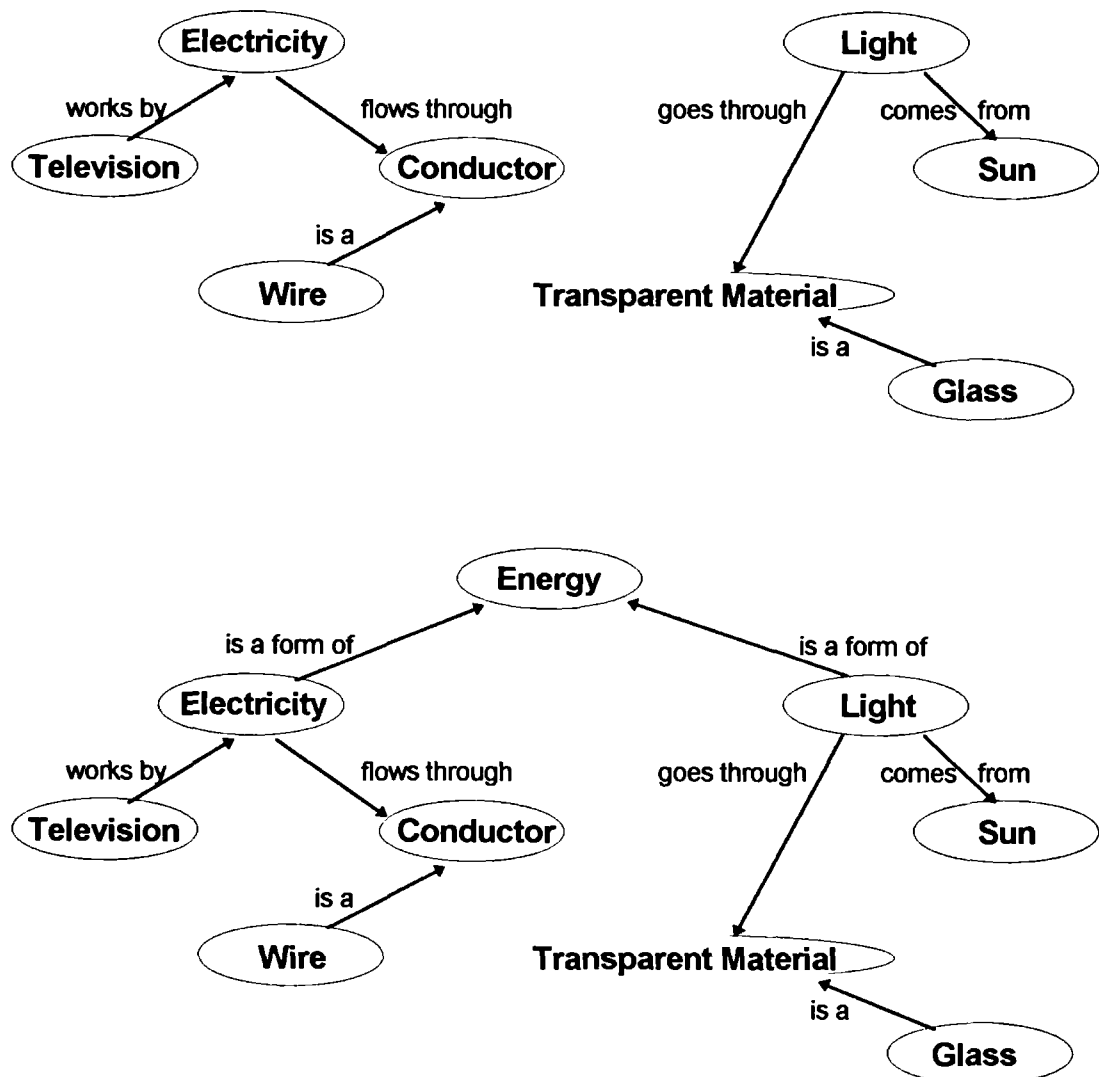 Electricity Light
works by flows through goes through comes from
Television Conductor Sun
is a
Wire Transparent Material
is a
Glass
Energy
is a form of is a form of
Electricity Light
works by flows through goes through comes from
Television Conductor Sun
is a
Wire Transparent Material
is a
Glass